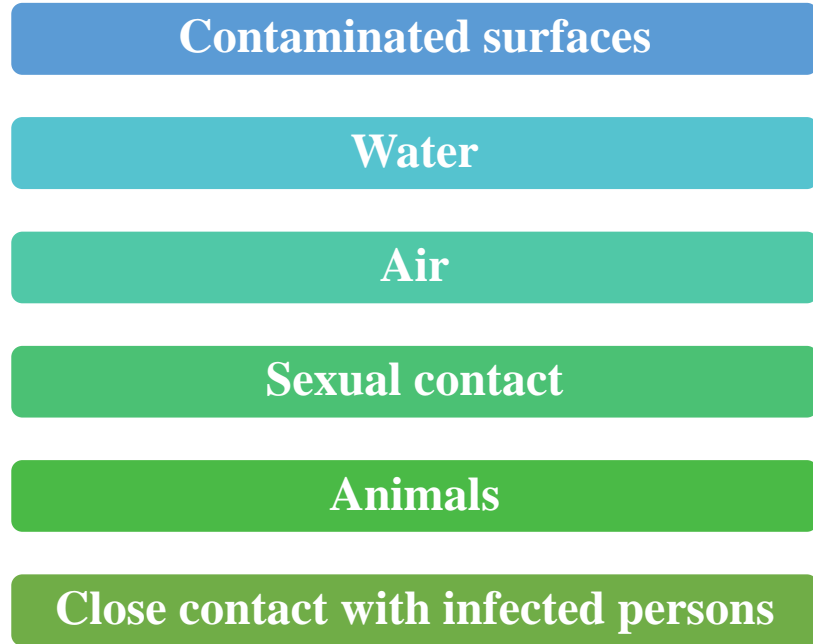 Contaminated surfaces
Water
Air
Sexual contact
Animals
Close contact with infected persons